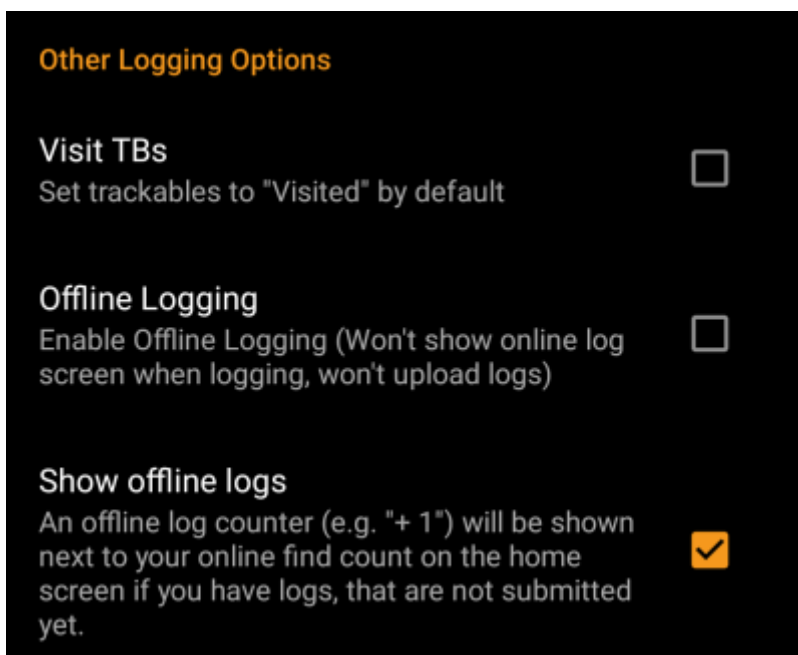 Other Logging Options
Visit TBs
Set trackables to "Visited" by default
Offline Logging
Enable Offline Logging (Won't show online log
screen when logging, won't upload logs)
Show offline logs
An offline log counter (e.g. "+ 1") will be shown
next to your online find count on the home
screen if you have logs, that are not submitted
yet.